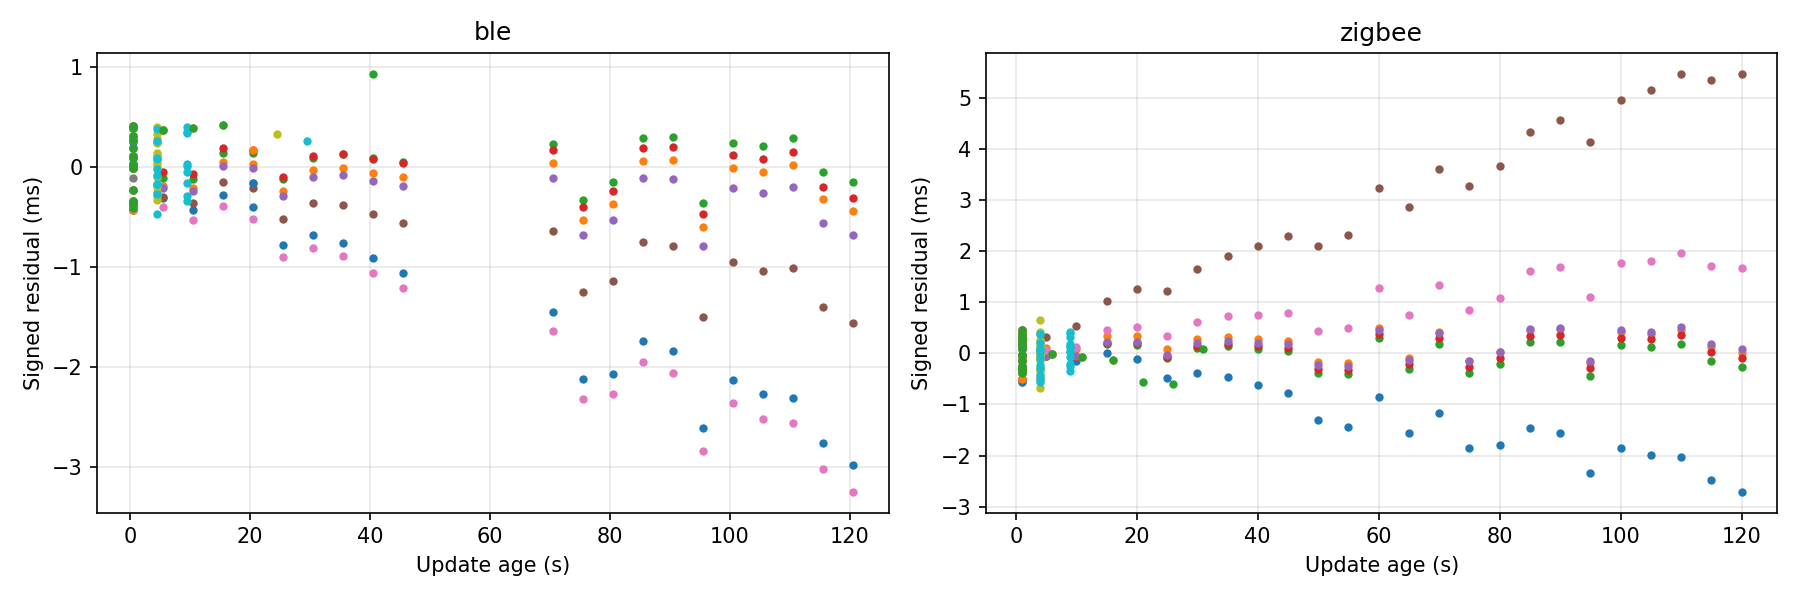 ble
Signed residual (ms)
1
0
−1
−2
−3
0 20 40 60 80 100 120
Update age (s)
zigbee
Signed residual (ms)
5
4
3
2
1
0
−1
−2
−3
0 20 40 60 80 100 120
Update age (s)